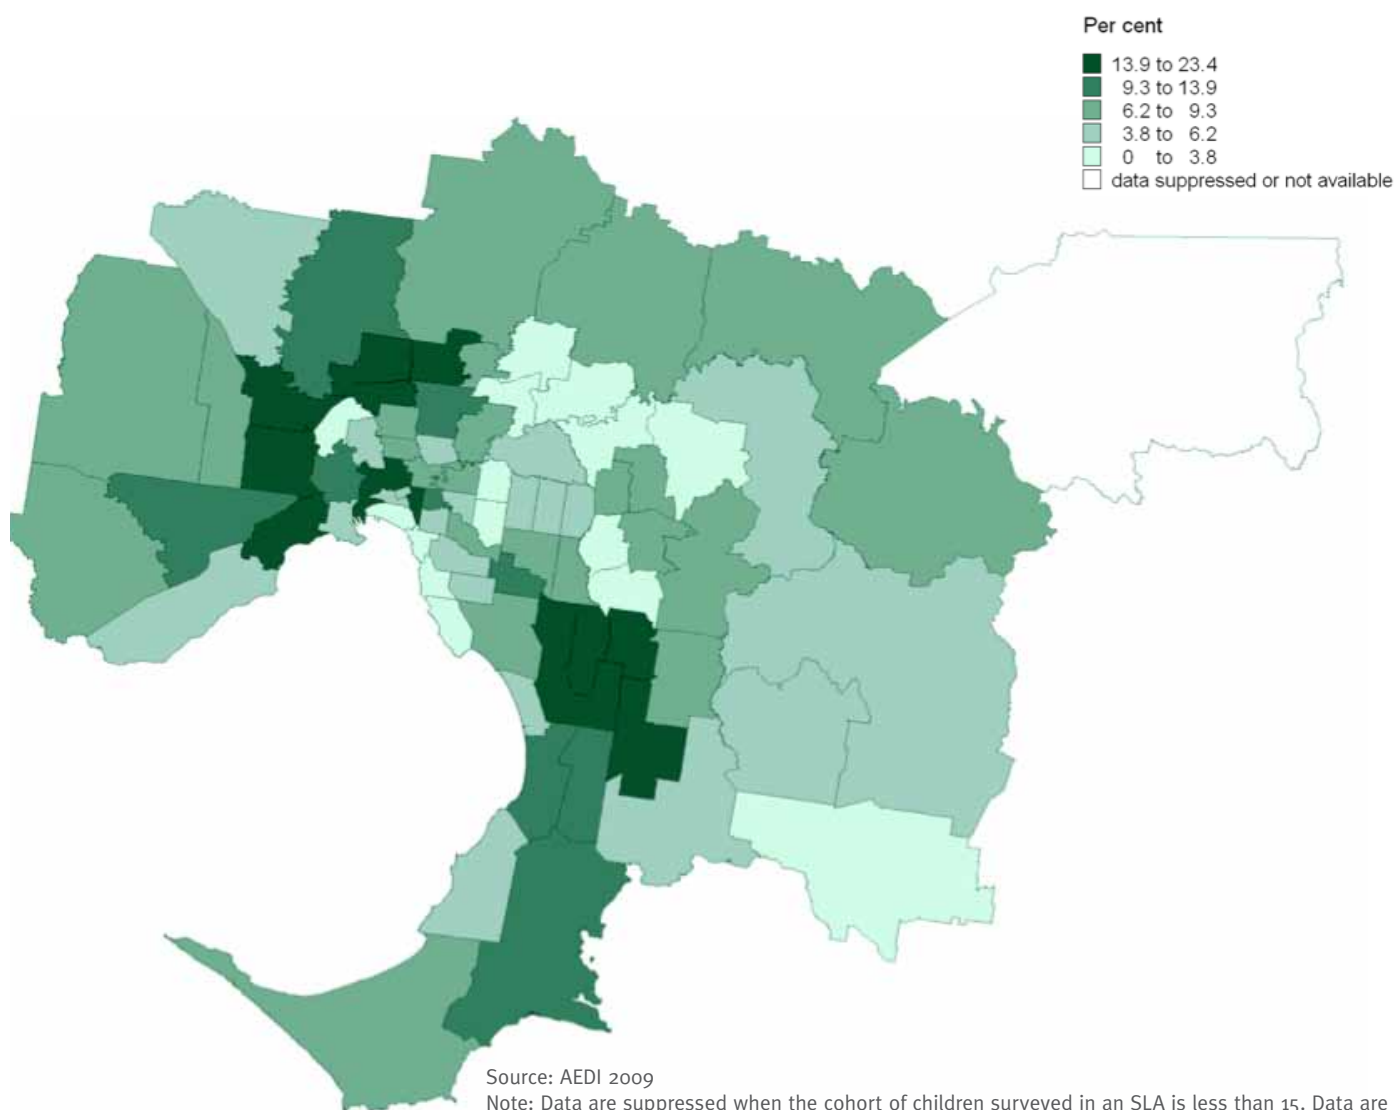 Per cent
13.9 to 23.4
9.3 to 13.9
6.2 to 9.3
3.8 to 6.2
0 to 3.8
data suppressed or not available
Source: AEDI 2009
Note: Data are suppressed when the cohort of children surveyed in an SLA is less than 15. Data are